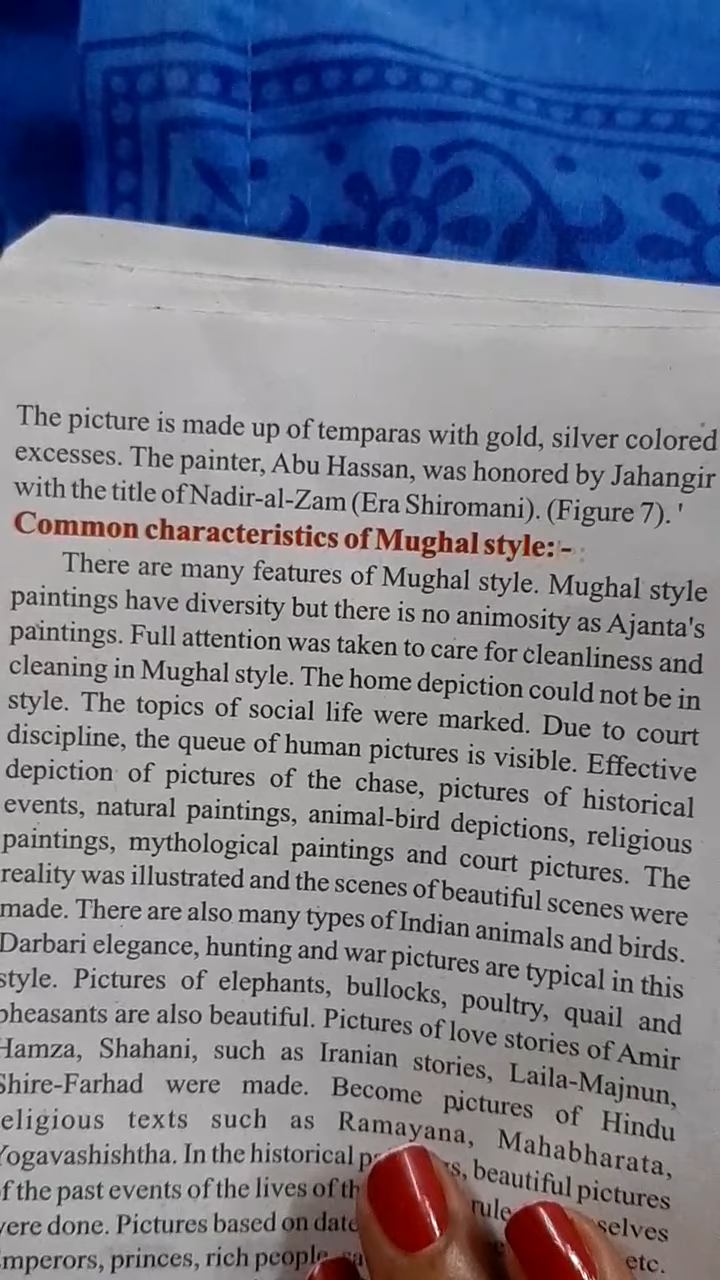 The picture is made up of temparas with gold, silver colored
excesses. The painter, Abu Hassan, was honored by Jahangir
with the title of Nadir-al-Zam (Era Shiromani). (Figure 7). '
Common characteristics of Mughal style:-
There are many features of Mughal style. Mughal style
paintings have diversity but there is no animosity as Ajanta's
paintings. Full attention was taken to care for cleanliness and
cleaning in Mughal style. The home depiction could not be in
style. The topics of social life were marked. Due to court
discipline, the queue of human pictures is visible. Effective
depiction of pictures of the chase, pictures of historical
events, natural paintings, animal-bird depictions, religious
paintings, mythological paintings and court pictures. The
reality was illustrated and the scenes of beautiful scenes were
made. There are also many types of Indian animals and birds.
Darbari elegance, hunting and war pictures are typical in this
style. Pictures of elephants, bullocks, poultry, quail and
pheasants are also beautiful. Pictures of love stories of Amir
Hamza, Shahani, such as Iranian stories, Laila-Majnun,
Shire-Farhad were made. Become pictures of Hindu
eligious texts such as Ramayana, Mahabharata,
Yogavashishtha. In the historical beautiful pictures
f the past events of the lives of rule selves
ere done. Pictures based on
mperors, princes, rich people etc.